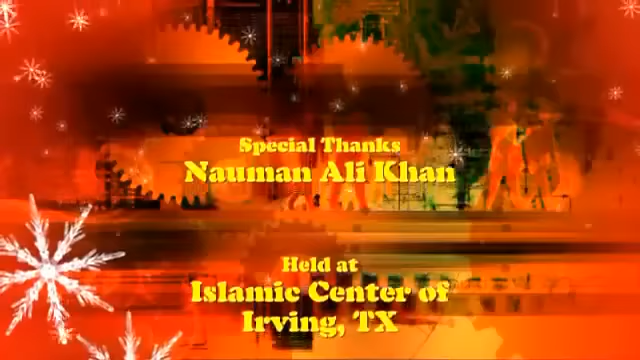 Special Thanks
Nauman Ali Khan
Held at
Islamic Center of
Irving, TX